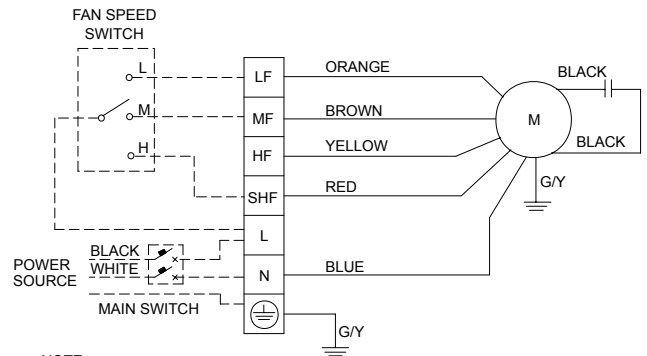 FAN SPEED
SWITCH
L
M
H
LF
MF
HF
SHF
L
N
ORANGE
BROWN
YELLOW
RED
BLUE
BLACK
M
BLACK
G/Y
BLACK
WHITE
POWER
SOURCE
MAIN SWITCH
G/Y